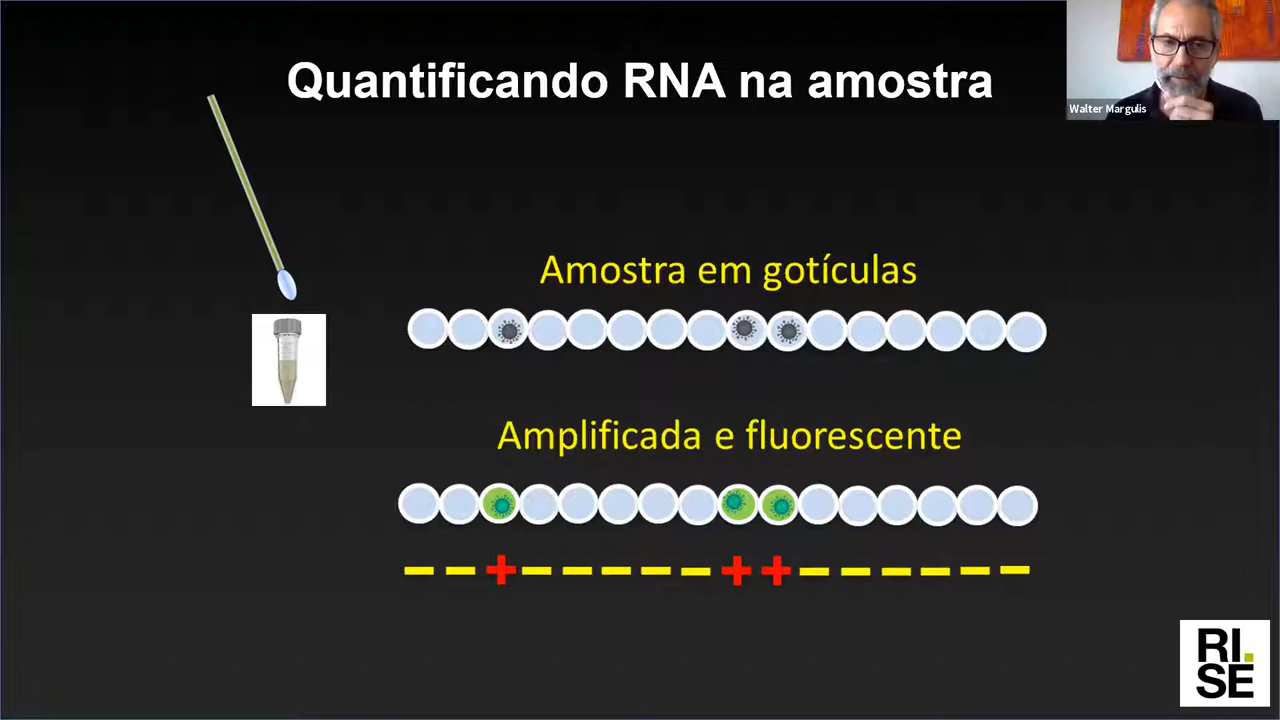 Quantificando RNA na amostra
Walter Margulis
Amostra em gotículas
Amplificada e fluorescente
– – + – – – – – + + – – – – – –
RI.
SE